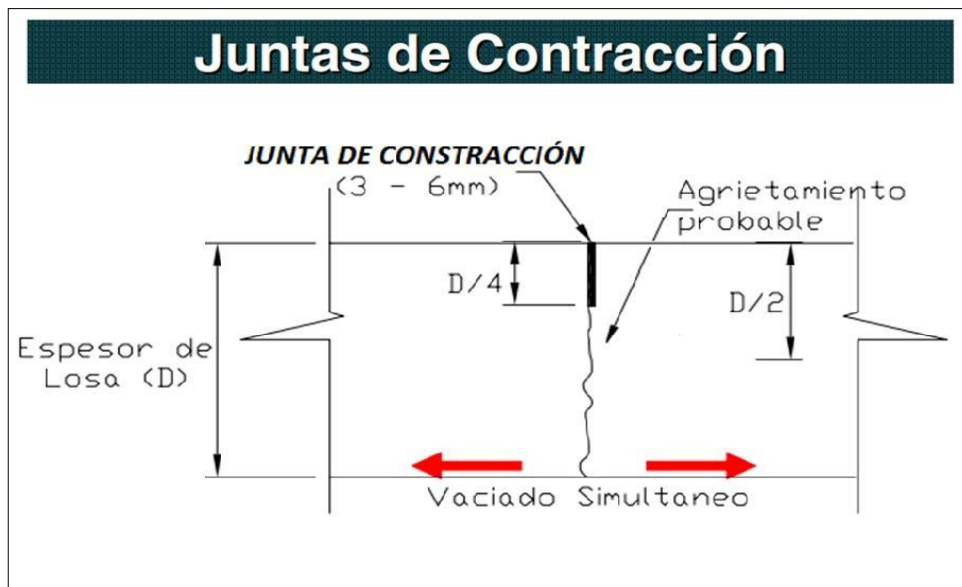 Juntas de Contracción
JUNTA DE CONSTRACCIÓN
(3 - 6mm)
Agrietamiento
probable
D/4
D/2
Espesor de
Losa (D)
Vaciado Simultaneo